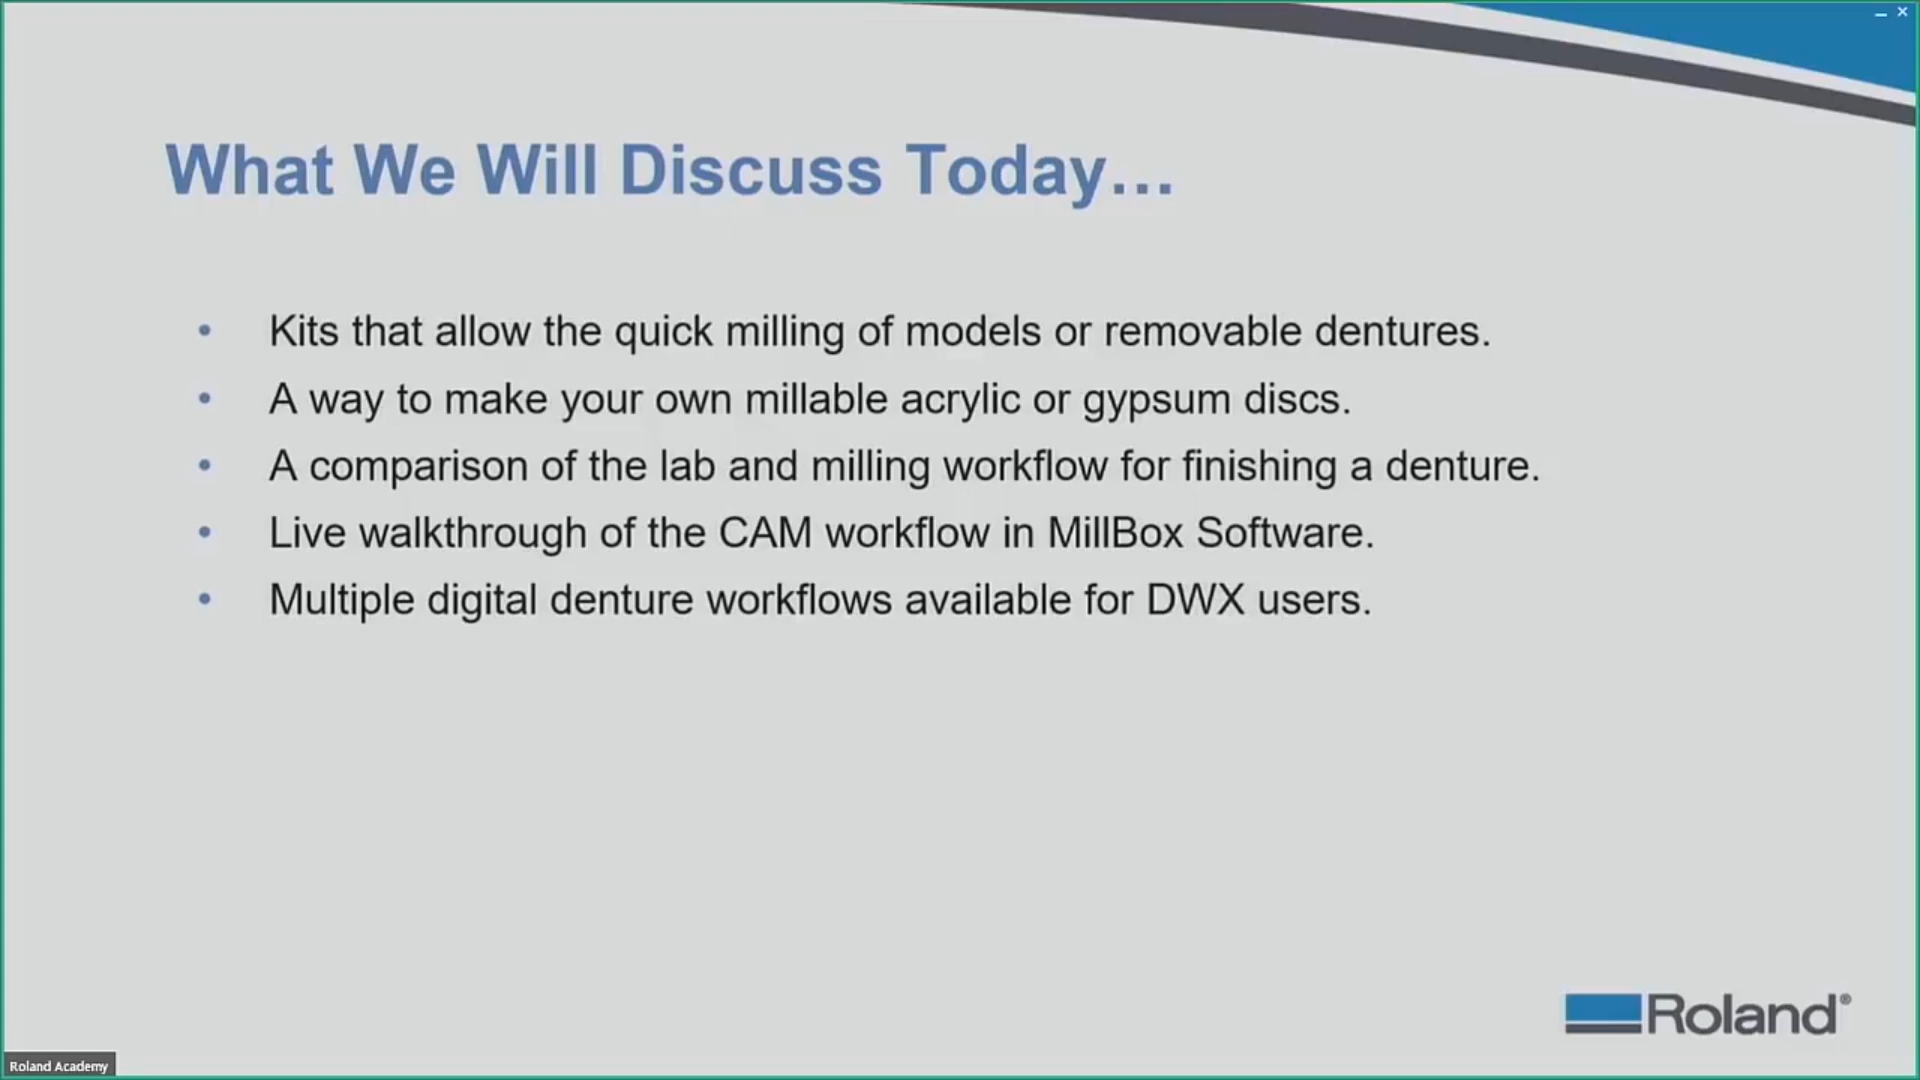 What We Will Discuss Today…
• Kits that allow the quick milling of models or removable dentures.
• A way to make your own millable acrylic or gypsum discs.
• A comparison of the lab and milling workflow for finishing a denture.
• Live walkthrough of the CAM workflow in MillBox Software.
• Multiple digital denture workflows available for DWX users.
Roland®
Roland Academy